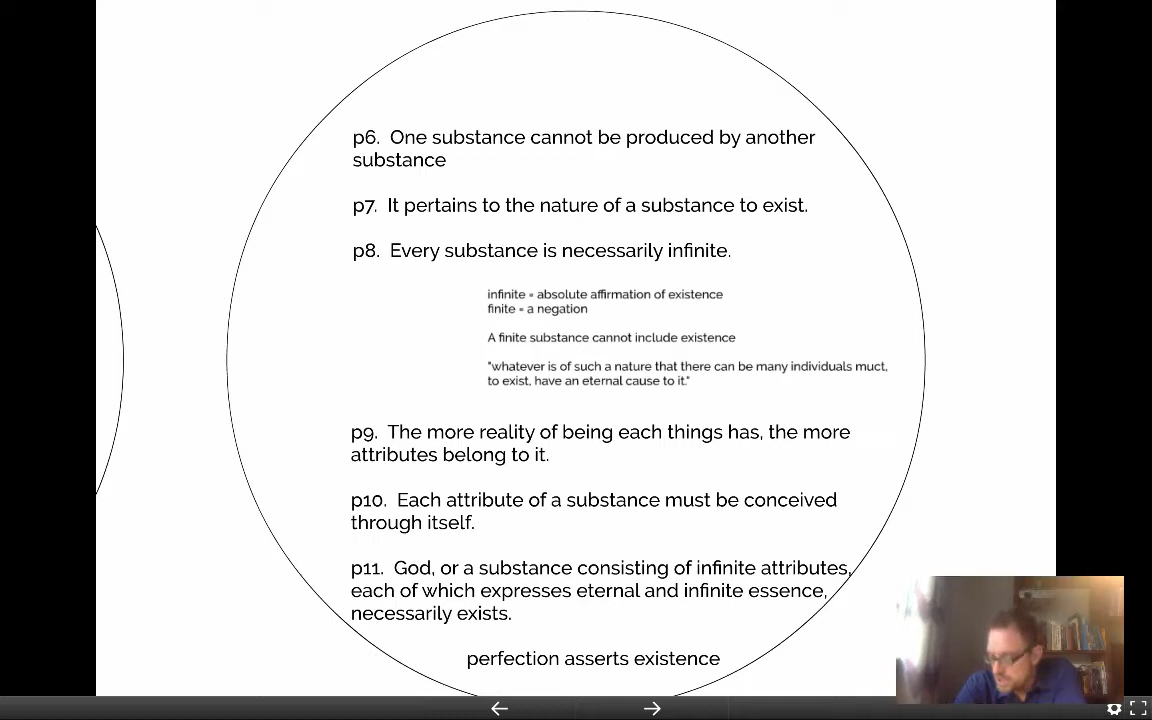 p6. One substance cannot be produced by another
substance
p7. It pertains to the nature of a substance to exist.
p8. Every substance is necessarily infinite.
infinite = absolute affirmation of existence
finite = a negation
A finite substance cannot include existence
"whatever is of such a nature that there can be many individuals muct,
to exist, have an eternal cause to it."
p9. The more reality of being each things has, the more
attributes belong to it.
p10. Each attribute of a substance must be conceived
through itself.
p11. God, or a substance consisting of infinite attributes,
each of which expresses eternal and infinite essence,
necessarily exists.
perfection asserts existence